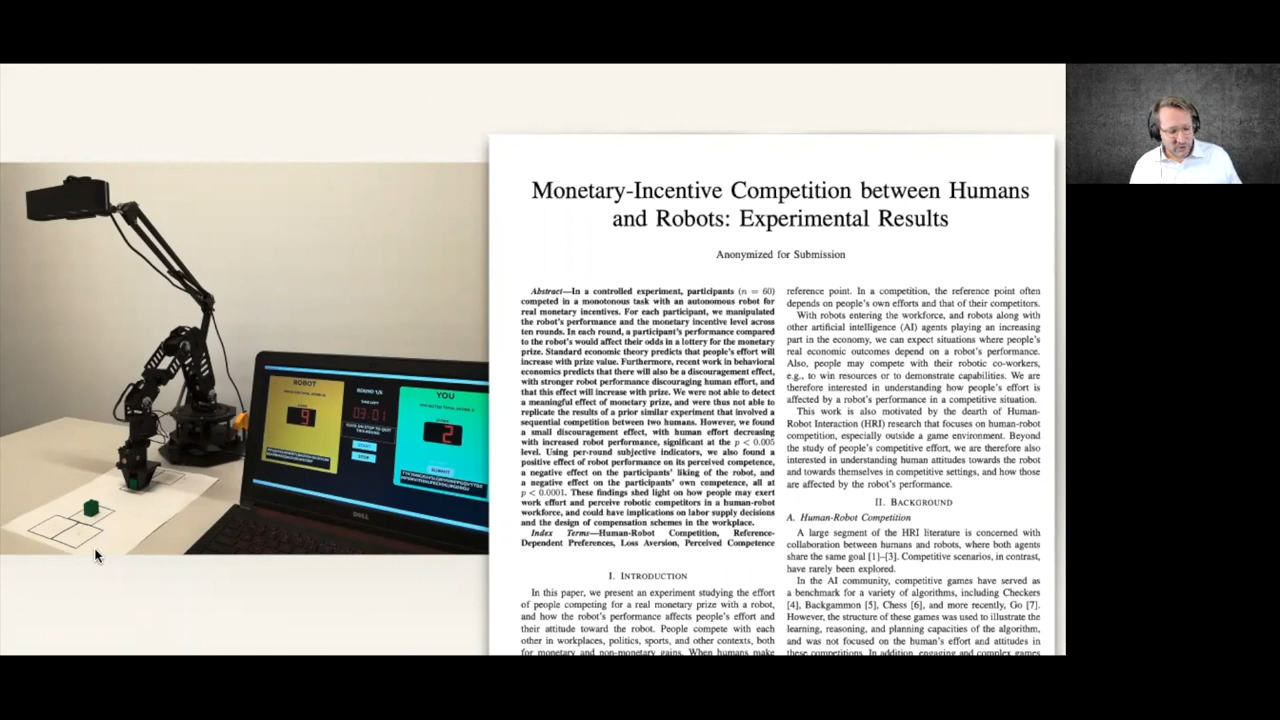 ROBOT
9
ROUND 1/5
03:01
START
STOP
YOU
2
SUBMIT
DELL
Monetary-Incentive Competition between Humans
and Robots: Experimental Results
Anonymized for Submission
Abstract—In a controlled experiment, participants (n = 60)
competed in a monotonous task with an autonomous robot for
real monetary incentives. For each participant, we manipulated
the robot's performance and the monetary incentive level across
ten rounds. In each round, a participant's performance compared
to the robot's would affect their odds in a lottery for the monetary
prize. Standard economic theory predicts that people's effort will
increase with prize value. Furthermore, recent work in behavioral
economics predicts that there will also be a discouragement effect,
with stronger robot performance discouraging human effort, and
that this effect will increase with prize. We were not able to detect
a meaningful effect of monetary prize, and were thus not able to
replicate the results of a prior similar experiment that involved a
sequential competition between two humans. However, we found
a small discouragement effect, with human effort decreasing
with increased robot performance, significant at the p < 0.005
level. Using per-round subjective indicators, we also found a
positive effect of robot performance on its perceived competence,
a negative effect on the participants' liking of the robot, and
a negative effect on the participants' own competence, all at
p < 0.0001. These findings shed light on how people may exert
work effort and perceive robotic competitors in a human-robot
workforce, and could have implications on labor supply decisions
and the design of compensation schemes in the workplace.
Index Terms—Human-Robot Competition, Reference-
Dependent Preferences, Loss Aversion, Perceived Competence
I. INTRODUCTION
In this paper, we present an experiment studying the effort
of people competing for a real monetary prize with a robot,
and how the robot's performance affects people's effort and
their attitude toward the robot. People compete with each
other in workplaces, politics, sports, and other contexts, both
for monetary and non-monetary gains. When humans make
reference point. In a competition, the reference point often
depends on people's own efforts and that of their competitors.
With robots entering the workforce, and robots along with
other artificial intelligence (AI) agents playing an increasing
part in the economy, we can expect situations where people's
real economic outcomes depend on a robot's performance.
Also, people may compete with their robotic co-workers,
e.g., to win resources or to demonstrate capabilities. We are
therefore interested in understanding how people's effort is
affected by a robot's performance in a competitive situation.
This work is also motivated by the dearth of Human-
Robot Interaction (HRI) research that focuses on human-robot
competition, especially outside a game environment. Beyond
the study of people's competitive effort, we are therefore also
interested in understanding human attitudes towards the robot
and towards themselves in competitive settings, and how those
are affected by the robot's performance.
II. BACKGROUND
A. Human-Robot Competition
A large segment of the HRI literature is concerned with
collaboration between humans and robots, where both agents
share the same goal [1]–[3]. Competitive scenarios, in contrast,
have rarely been explored.
In the AI community, competitive games have served as
a benchmark for a variety of algorithms, including Checkers
[4], Backgammon [5], Chess [6], and more recently, Go [7].
However, the structure of these games was used to illustrate the
learning, reasoning, and planning capacities of the algorithm,
and was not focused on the human's effort and attitudes in
these competitions. In addition, engaging and complex games